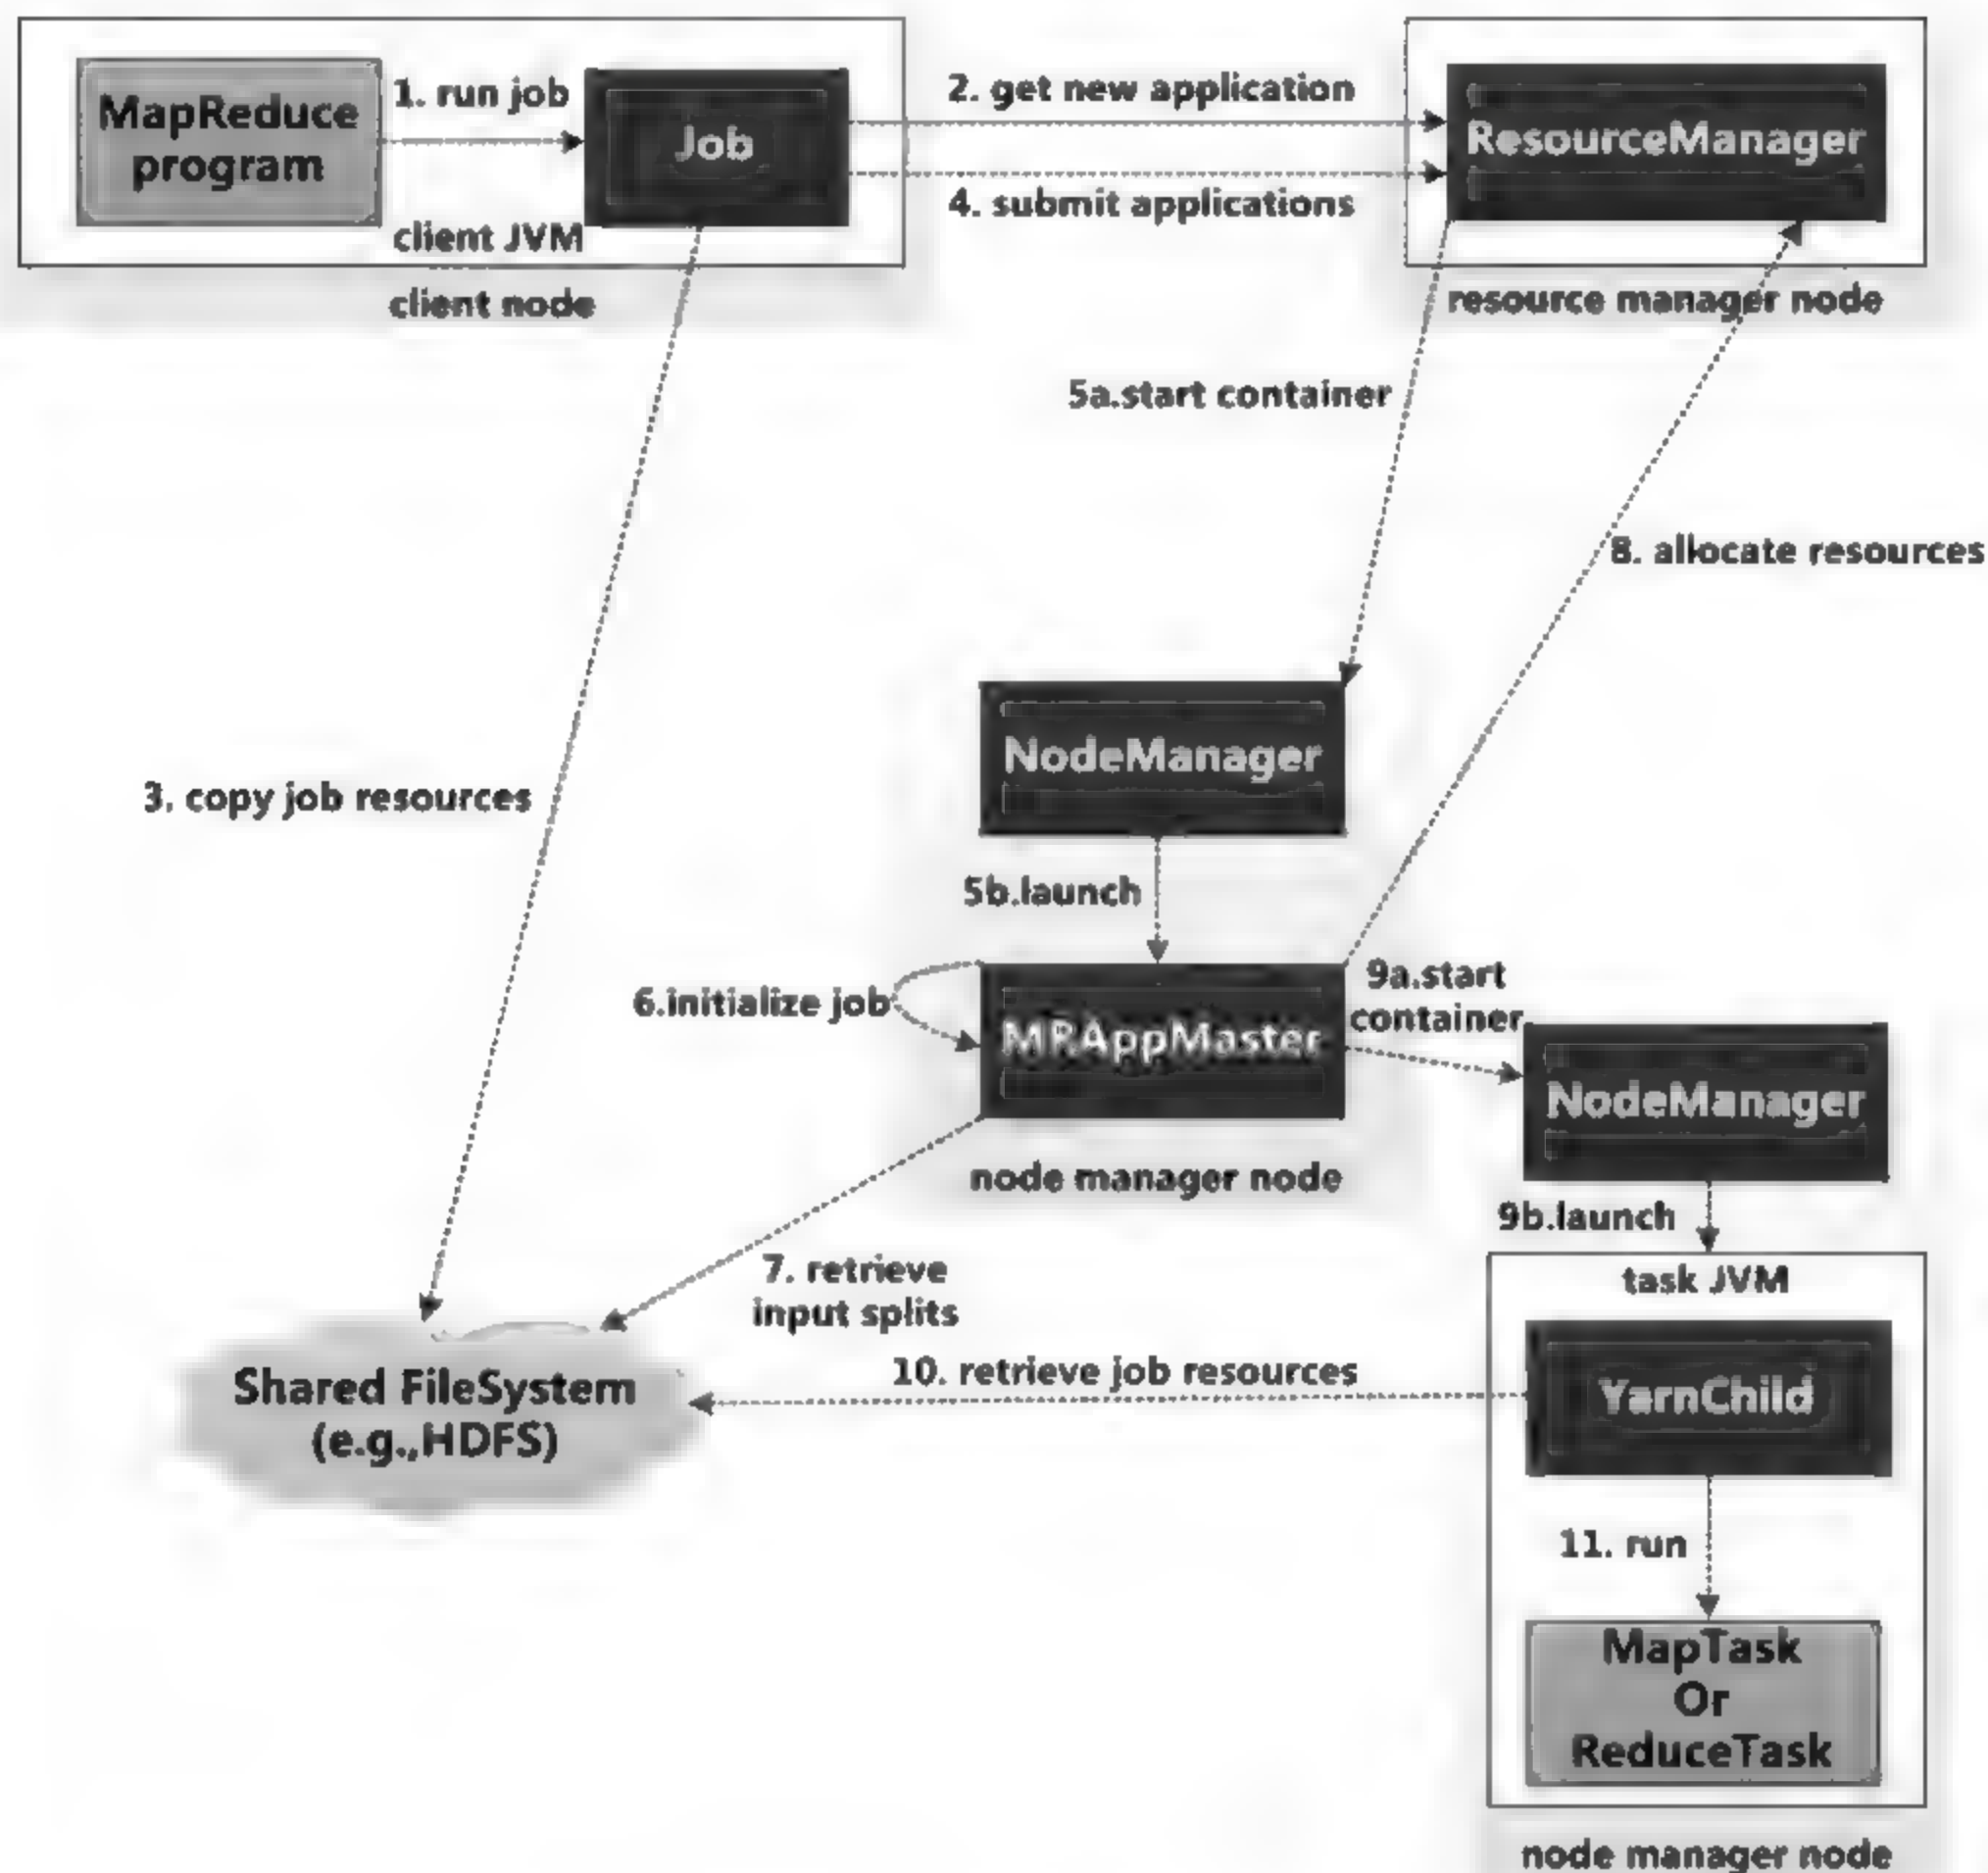 MapReduce
program
1. run job
Job
client JVM
client node
2. get new application
4. submit applications
ResourceManager
resource manager node
5a.start container
8. allocate resources
3. copy job resources
NodeManager
5b.launch
6.initialize job
MRAppMaster
9a.start
container
NodeManager
node manager node
9b.launch
7. retrieve
input splits
task JVM
Shared FileSystem
(e.g.,HDFS)
10. retrieve job resources
YarnChild
11. run
MapTask
Or
ReduceTask
node manager node